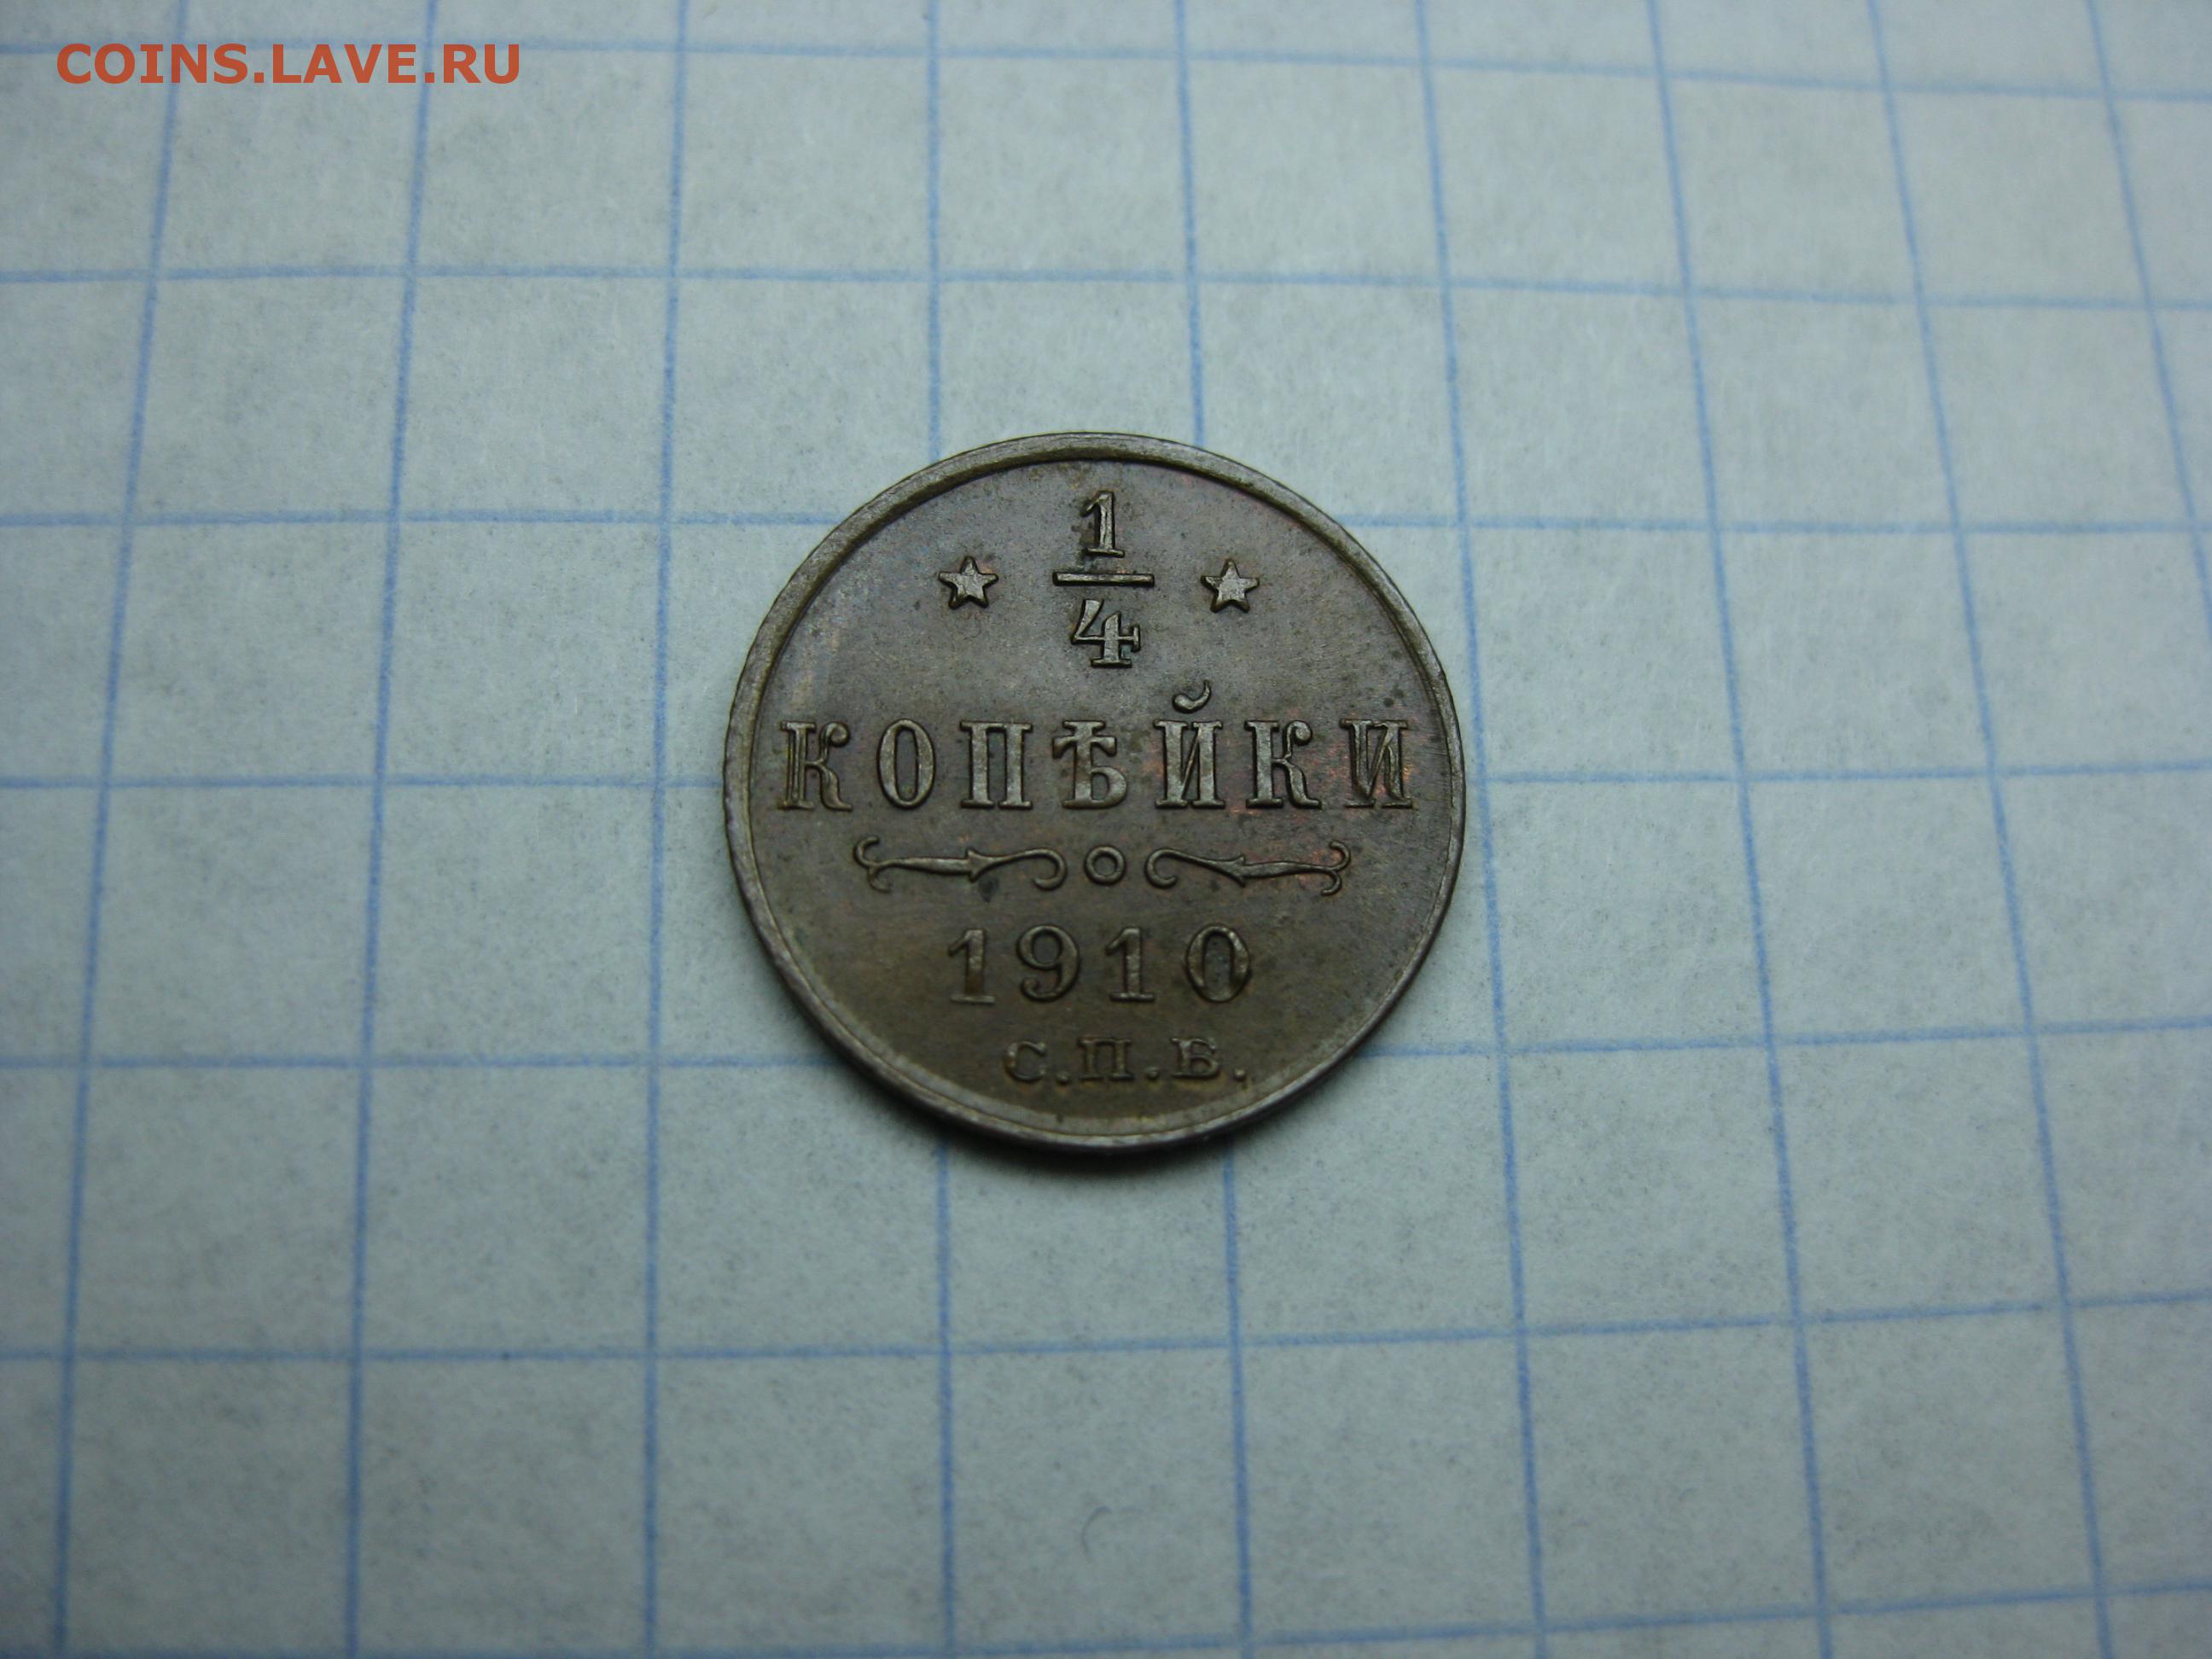 COINS.LAVE.RU
★ 1/4 ★
КОПѢЙКИ
1910
С.П.Б.